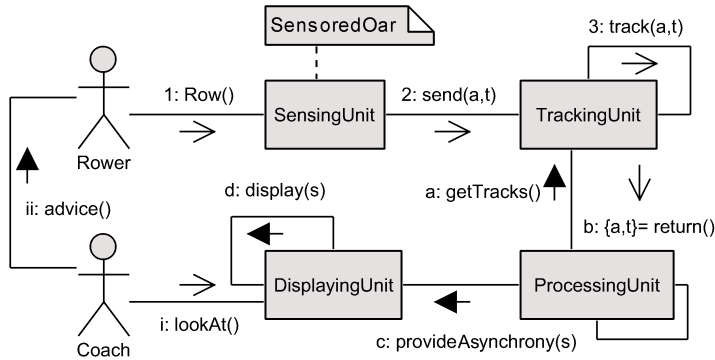 SensoredOar
3: track(a,t)
1: Row()
2: send(a,t)
SensingUnit
TrackingUnit
Rower
a: getTracks()
d: display(s)
ii: advice()
b: {a,t}= return()
DisplayingUnit
ProcessingUnit
i: lookAt()
c: provideAsynchrony(s)
Coach